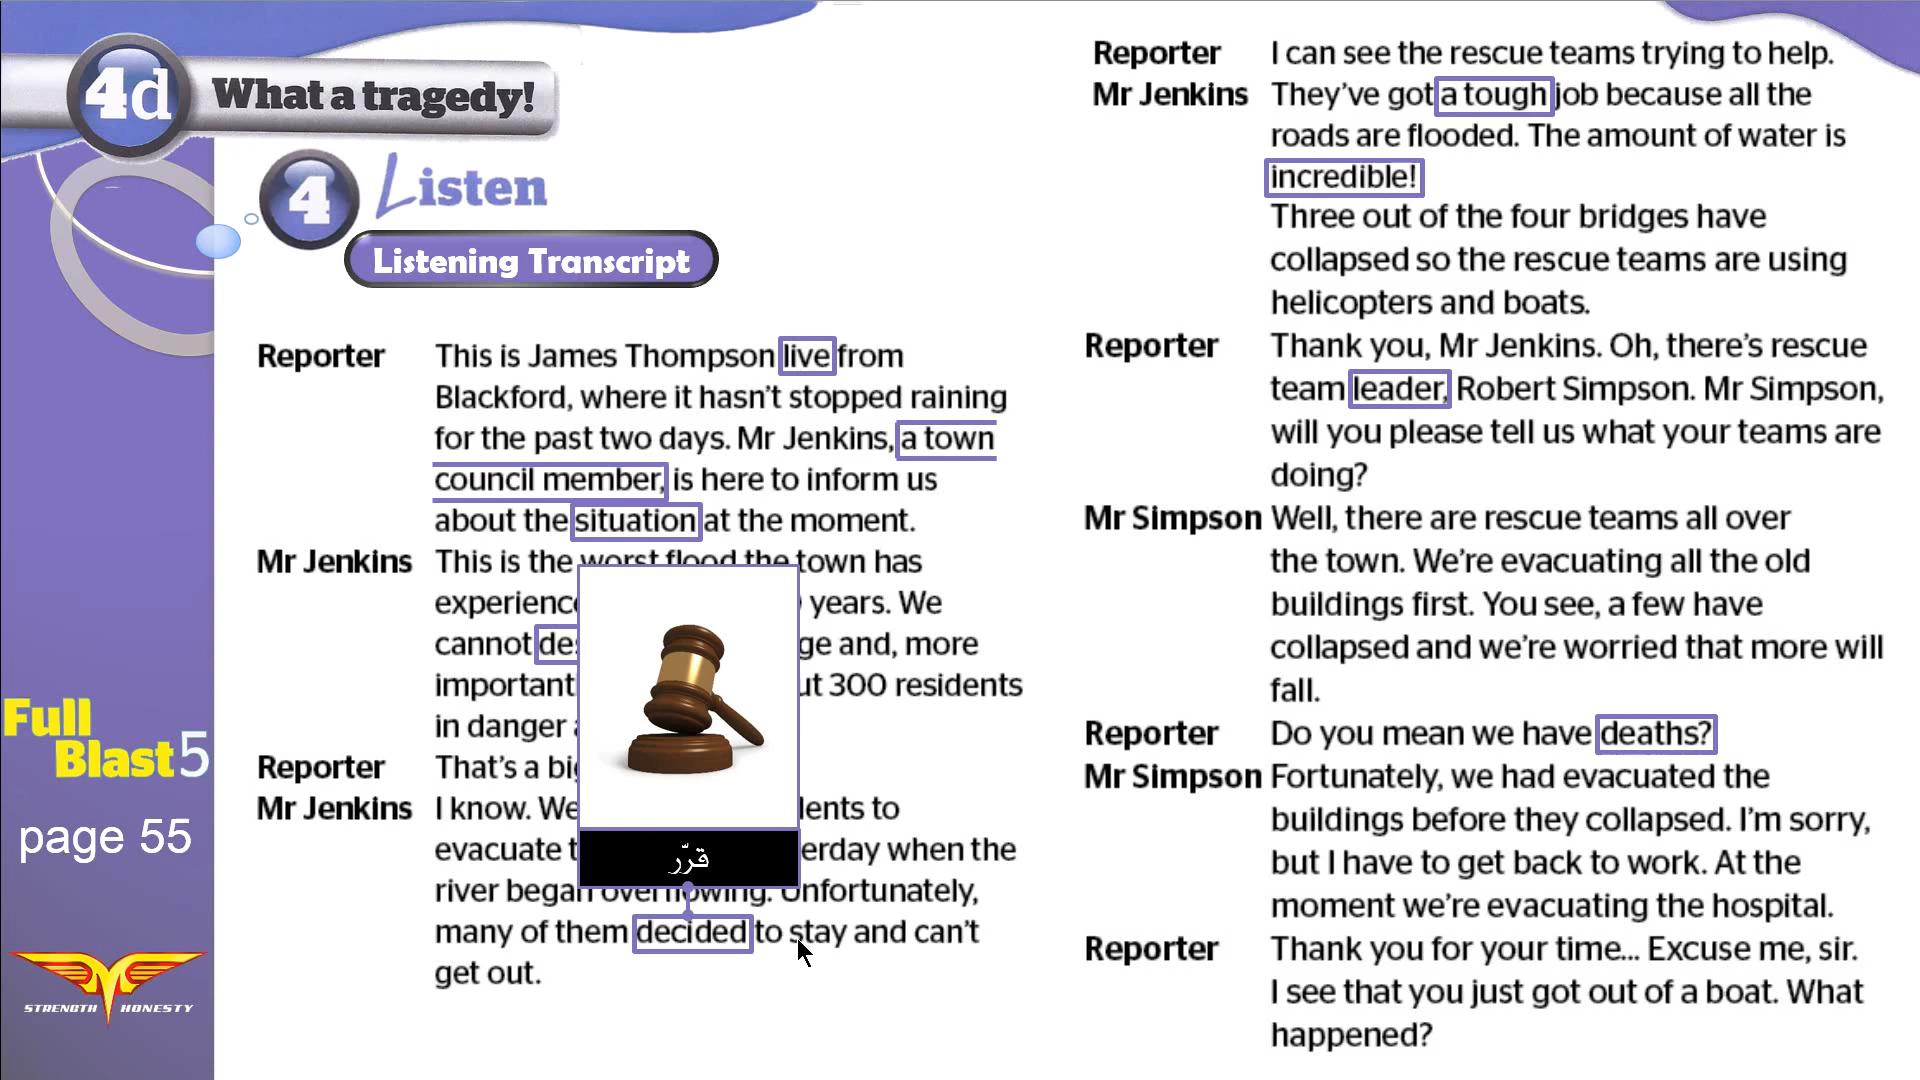 4d What a tragedy!
4 Listen
Listening Transcript
Reporter This is James Thompson live from
Blackford, where it hasn't stopped raining
for the past two days. Mr Jenkins, a town
council member, is here to inform us
about the situation at the moment.
Mr Jenkins This is the worst flood the town has
years. We
cannot ge and, more
important 300 residents
in danger
Reporter That's a
Mr Jenkins I know. We to
evacuate when the
river began overflowing. Unfortunately,
many of them decided to stay and can't
get out.
قرّر
Reporter I can see the rescue teams trying to help.
Mr Jenkins They've got a tough job because all the
roads are flooded. The amount of water is
incredible!
Three out of the four bridges have
collapsed so the rescue teams are using
helicopters and boats.
Reporter Thank you, Mr Jenkins. Oh, there's rescue
team leader, Robert Simpson. Mr Simpson,
will you please tell us what your teams are
doing?
Mr Simpson Well, there are rescue teams all over
the town. We're evacuating all the old
buildings first. You see, a few have
collapsed and we're worried that more will
fall.
Reporter Do you mean we have deaths?
Mr Simpson Fortunately, we had evacuated the
buildings before they collapsed. I'm sorry,
but I have to get back to work. At the
moment we're evacuating the hospital.
Reporter Thank you for your time... Excuse me, sir.
I see that you just got out of a boat. What
happened?
Full
Blast 5
page 55
STRENGTH HONESTY